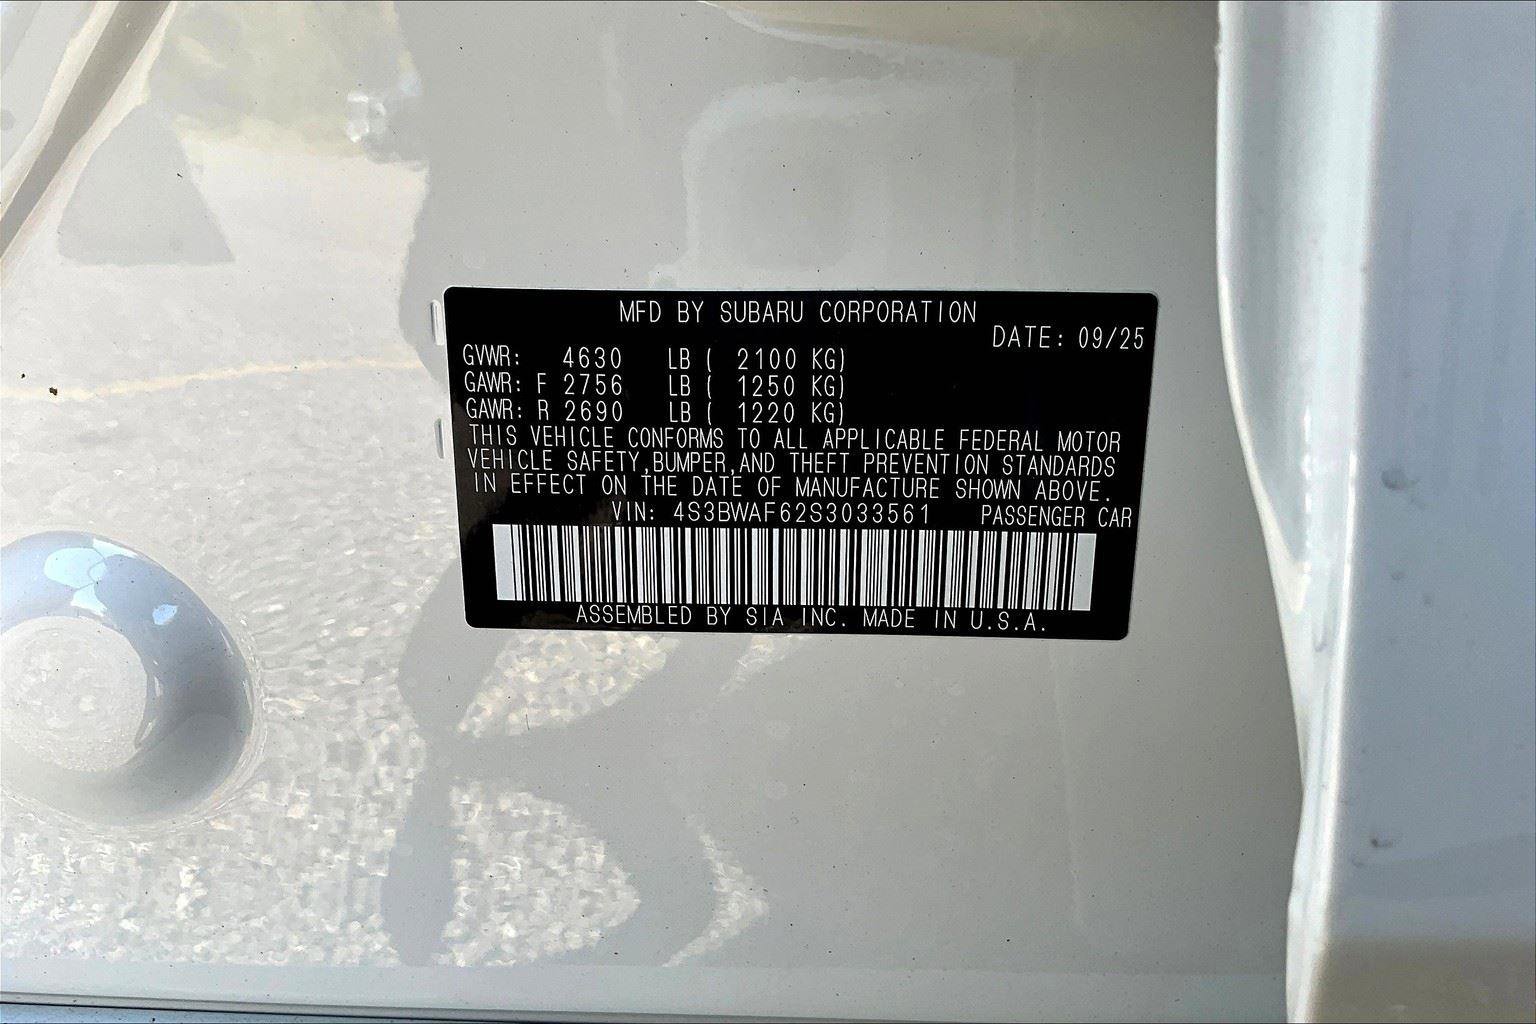 MFD BY SUBARU CORPORATION
DATE: 09/25
GVWR: 4630 LB ( 2100 KG)
GAWR: F 2756 LB ( 1250 KG)
GAWR: R 2690 LB ( 1220 KG)
THIS VEHICLE CONFORMS TO ALL APPLICABLE FEDERAL MOTOR
VEHICLE SAFETY,BUMPER,AND THEFT PREVENTION STANDARDS
IN EFFECT ON THE DATE OF MANUFACTURE SHOWN ABOVE.
VIN: 4S3BWAF62S3033561 PASSENGER CAR
ASSEMBLED BY SIA INC. MADE IN U.S.A.